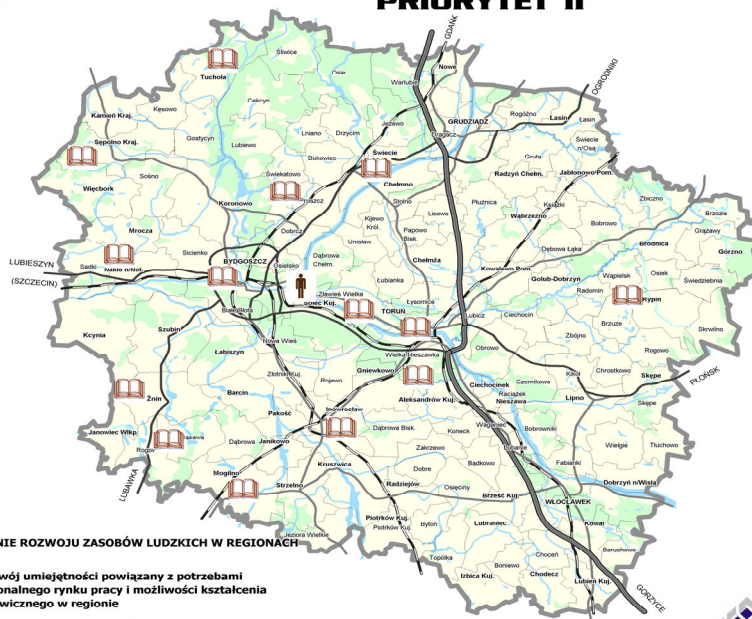 PRIORYTET II
GDAŃSK
Śliwice
Osie
Nowe
Tuchola
Warlubie
OGRODNIKI
Cekcyn
Kęsowo
Kamień Kraj.
Lniano
Drzycim
Jeżewo
GRUDZIĄDZ
Rogóźno
Łasin
Łasin
Dragacz
Gostycyn
Lubiewo
Bukowiec
Świecie
Świecie
n/Osą
Sępólno Kraj.
Gruta
Sośno
Świekatowo
Chełmno
Radzyń Chełm.
Jabłonowo Pom.
Więcbork
Koronowo
Pruszcz
Stolno
Lisewo
Płużnica
Książki
Zbiczno
Brzozie
Mrocza
Dobrcz
Kijewo
Król.
Papowo
Bisk.
Wąbrzeźno
Bobrowo
Grążawy
Unisław
Brodnica
Sicienko
Dębowa Łąka
Górzno
LUBIESZYN
Sadki
Nakło n/Not.
BYDGOSZCZ
Osielsko
Dąbrowa
Chełm.
Chełmża
Kowalewo Pom.
Wąpielsk
Osiek
Świedziebnia
(SZCZECIN)
Łubianka
Golub-Dobrzyń
Radomin
Rypin
Zławieś Wielka
Łysomice
Solec Kuj.
TORUŃ
Ciechocin
Białe Błota
Lubicz
Brzuze
Skrwilno
Kcynia
Szubin
Nowa Wieś
Obrowo
Zbójno
Łabiszyn
Wielka Nieszawka
Rogowo
Złotniki Kuj.
Rojewo
Gniewkowo
Kikół
Chrostkowo
Skępe
PŁOŃSK
Ciechocinek
Czernikowo
Żnin
Barcin
Raciążek
Nieszawa
Lipno
Aleksandrów Kuj.
Skępe
Pakość
Inowrocław
Waganiec
Bobrowniki
Janowiec Wlkp.
Gąsawa
Dąbrowa
Janikowo
Dąbrowa Bisk.
Koneck
Wielgie
Tłuchowo
Rogowo
Zakrzewo
Lubanie
LUBAWKA
Mogilno
Kruszwica
Dobre
Bądkowo
Fabianki
Strzelno
Radziejów
Osięciny
Dobrzyń n/Wisłą
Brześć Kuj.
WŁOCŁAWEK
Piotrków Kuj.
Piotrków Kuj.
Bytoń
Lubraniec
Kowal
Jeziora Wielkie
Baruchowo
Topólka
Choceń
Boniewo
Izbica Kuj.
Chodecz
Lubień Kuj.
GORZYCE
NIE ROZWOJU ZASOBÓW LUDZKICH W REGIONACH
wój umiejętności powiązany z potrzebami
onalnego rynku pracy i możliwości kształcenia
wicznego w regionie